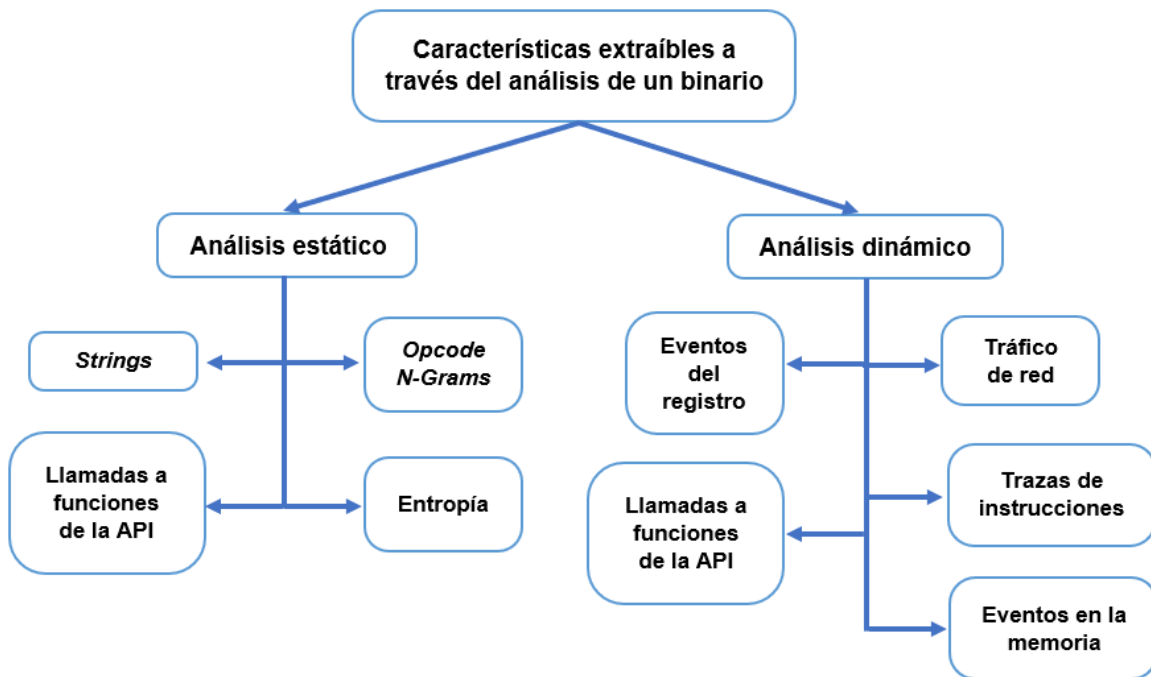 Características extraíbles a
través del análisis de un binario
Análisis estático
Análisis dinámico
Strings
Opcode
N-Grams
Llamadas a
funciones
de la API
Entropía
Eventos
del
registro
Tráfico
de red
Llamadas a
funciones
de la API
Trazas de
instrucciones
Eventos en la
memoria